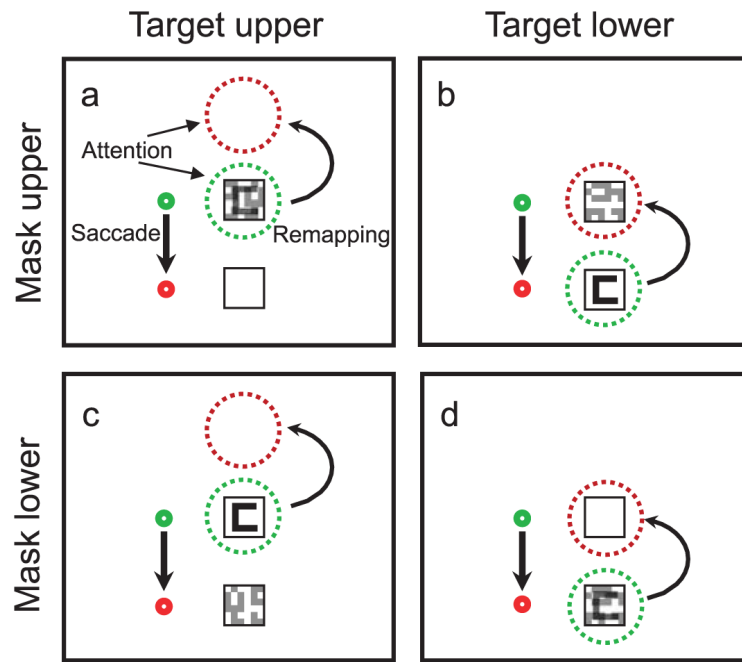 Target upper
Target lower
Mask upper
a
Attention
Saccade
Remapping
b
Mask lower
c
d